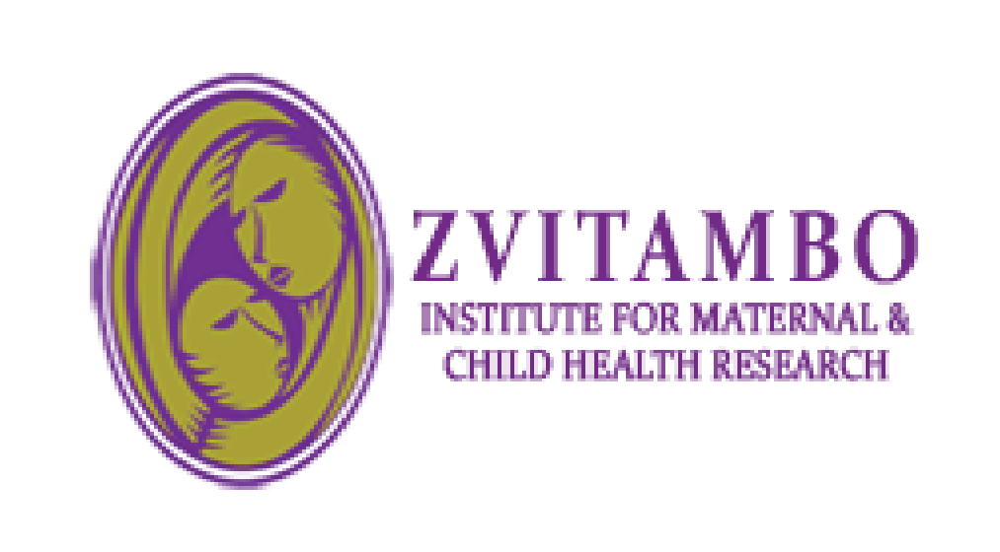 ZVITAMBO
INSTITUTE FOR MATERNAL &
CHILD HEALTH RESEARCH